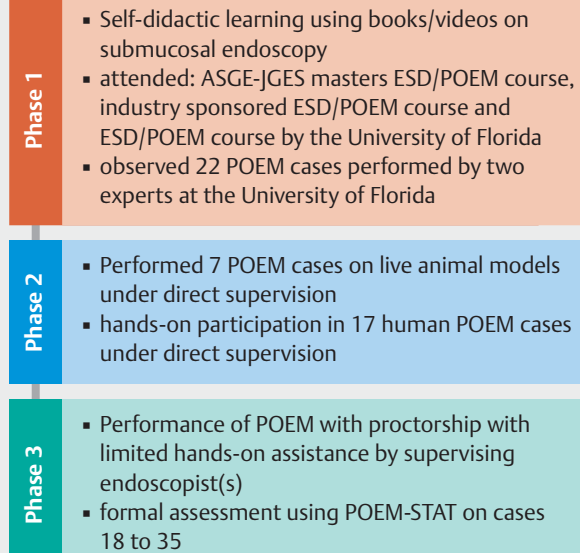 Phase 1
▪ Self-didactic learning using books/videos on
submucosal endoscopy
▪ attended: ASGE-JGES masters ESD/POEM course,
industry sponsored ESD/POEM course and
ESD/POEM course by the University of Florida
▪ observed 22 POEM cases performed by two
experts at the University of Florida
Phase 2
▪ Performed 7 POEM cases on live animal models
under direct supervision
▪ hands-on participation in 17 human POEM cases
under direct supervision
Phase 3
▪ Performance of POEM with proctorship with
limited hands-on assistance by supervising
endoscopist(s)
▪ formal assessment using POEM-STAT on cases
18 to 35